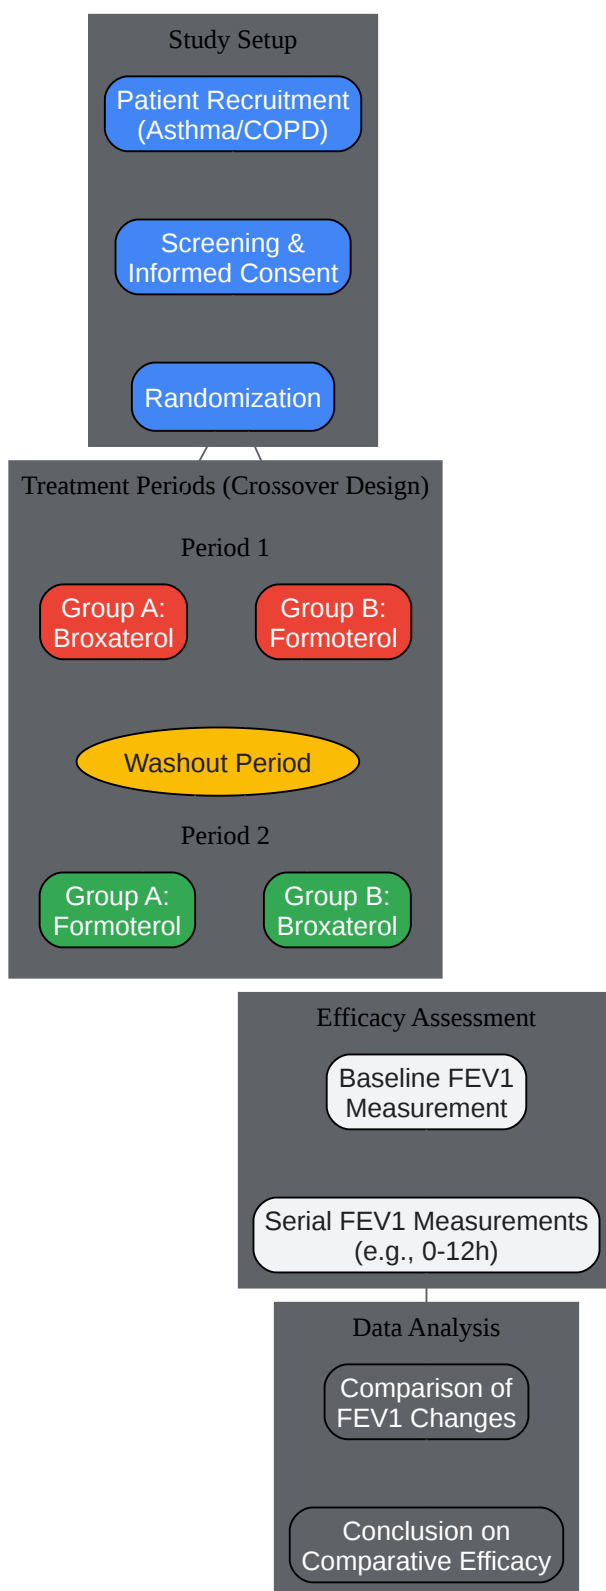 Study Setup
Patient Recruitment
(Asthma/COPD)
Screening &
Informed Consent
Randomization
Treatment Periods (Crossover Design)
Period 1
Group A:
Broxaterol
Group B:
Formoterol
Washout Period
Period 2
Group A:
Formoterol
Group B:
Broxaterol
Efficacy Assessment
Baseline FEV1
Measurement
Serial FEV1 Measurements
(e.g., 0-12h)
Data Analysis
Comparison of
FEV1 Changes
Conclusion on
Comparative Efficacy